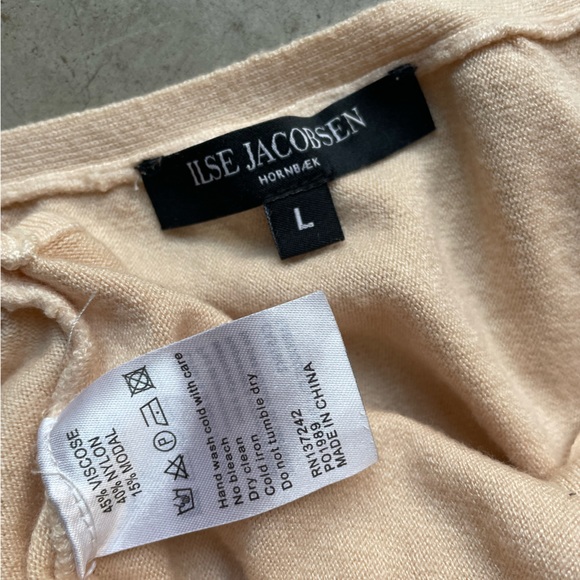 ILSE JACOBSEN
HORNBÆK
L
45% VISCOSE
40% NYLON
15% MODAL
P
Hand wash cold with care
No bleach
Dry clean
Cold iron
Do not tumble dry
RN137242
PO1989
MADE IN CHINA